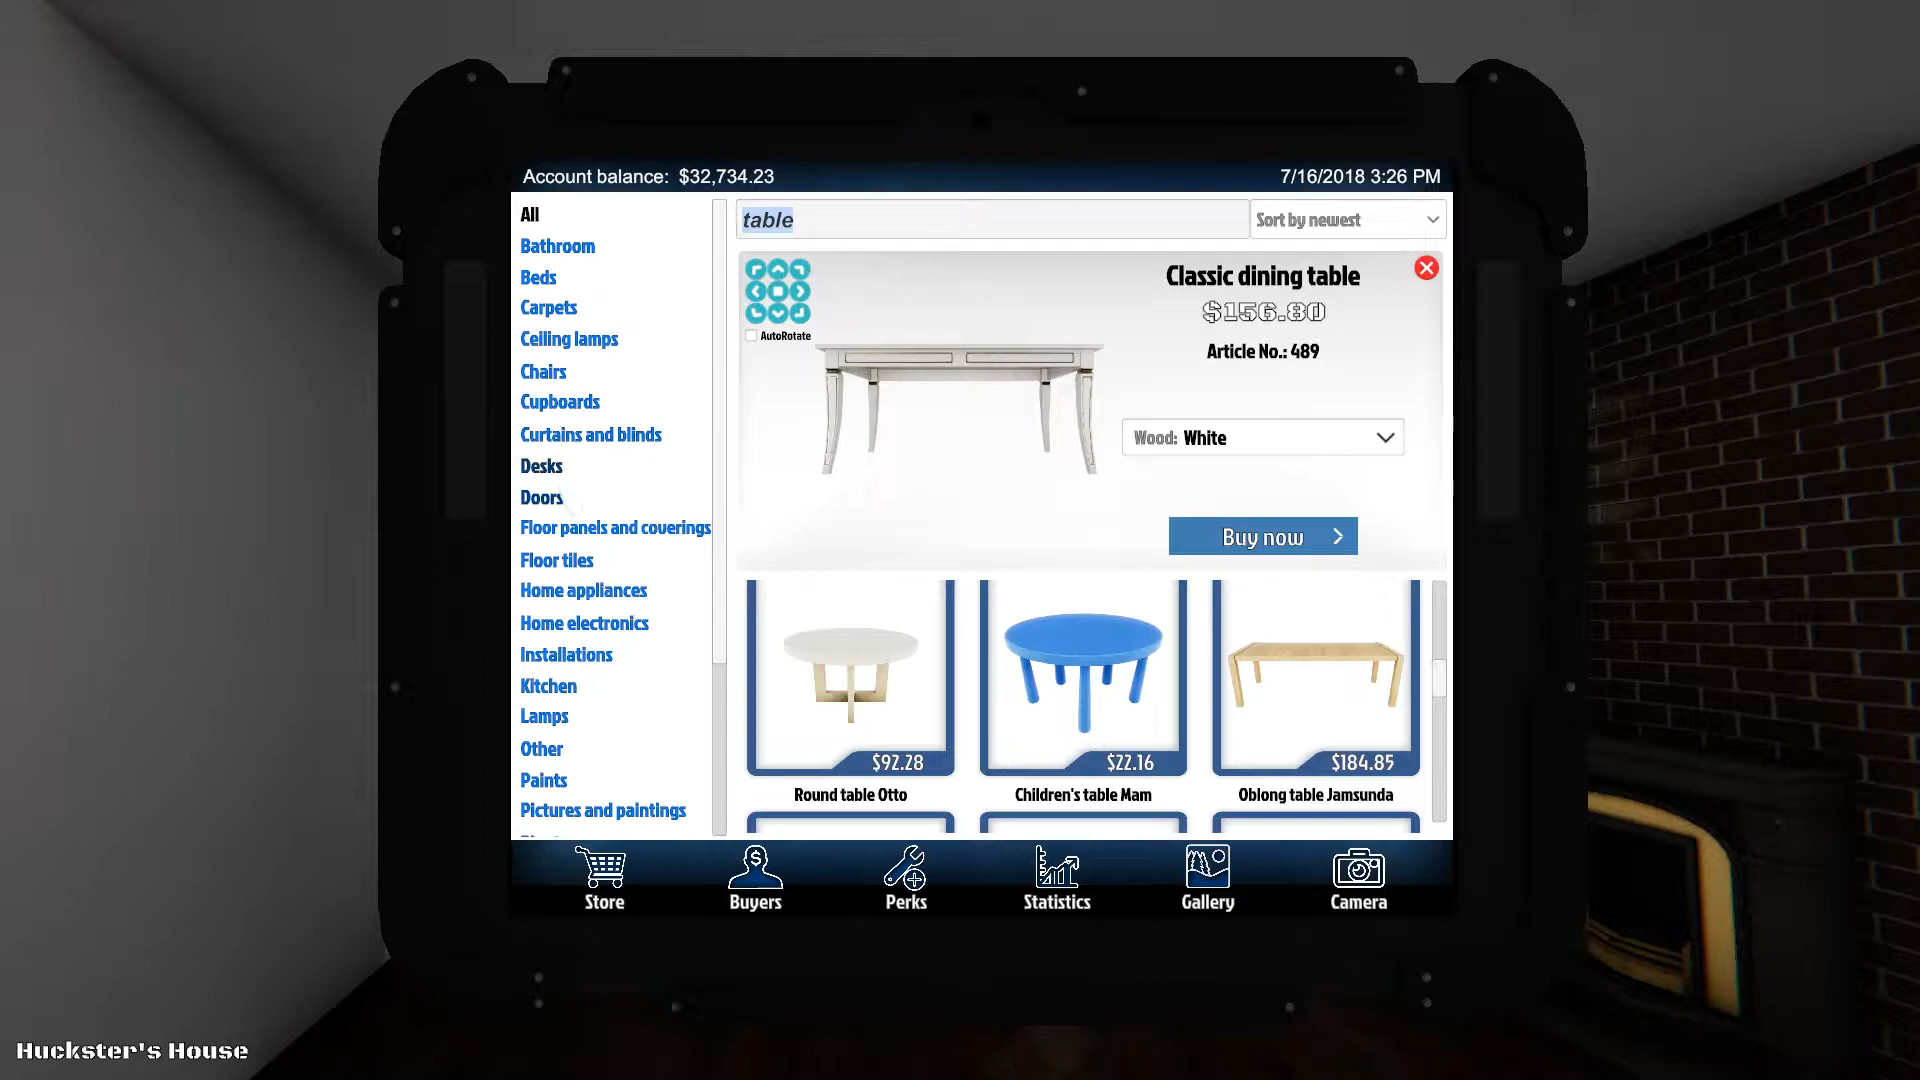 Account balance: $32,734.23
7/16/2018 3:26 PM
All
Bathroom
Beds
Carpets
Ceiling lamps
Chairs
Cupboards
Curtains and blinds
Desks
Doors
Floor panels and coverings
Floor tiles
Home appliances
Home electronics
Installations
Kitchen
Lamps
Other
Paints
Pictures and paintings
table
Sort by newest
AutoRotate
Classic dining table
$156.80
Article No.: 489
Wood: White
Buy now
$92.28
$22.16
$184.85
Round table Otto
Children's table Mam
Oblong table Jamsunda
Store
Buyers
Perks
Statistics
Gallery
Camera
Huckster's House